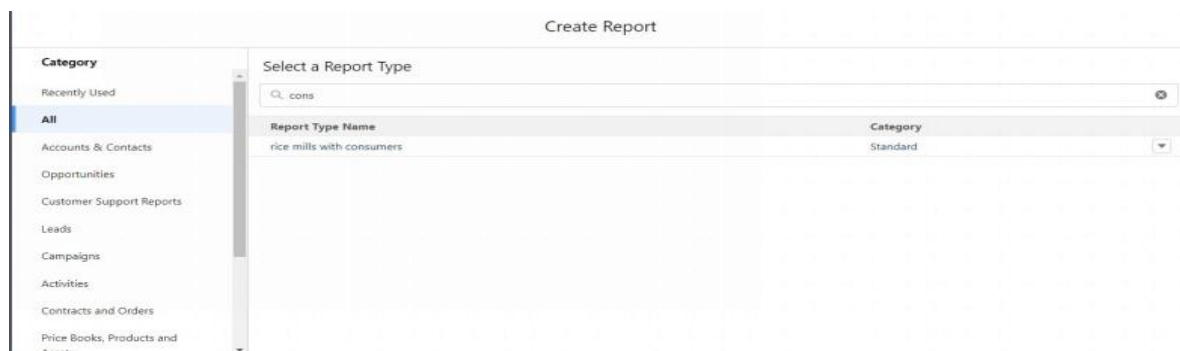 Create Report
Category
Recently Used
All
Accounts & Contacts
Opportunities
Customer Support Reports
Leads
Campaigns
Activities
Contracts and Orders
Price Books, Products and
Select a Report Type
cons
Report Type Name Category
rice mills with consumers Standard